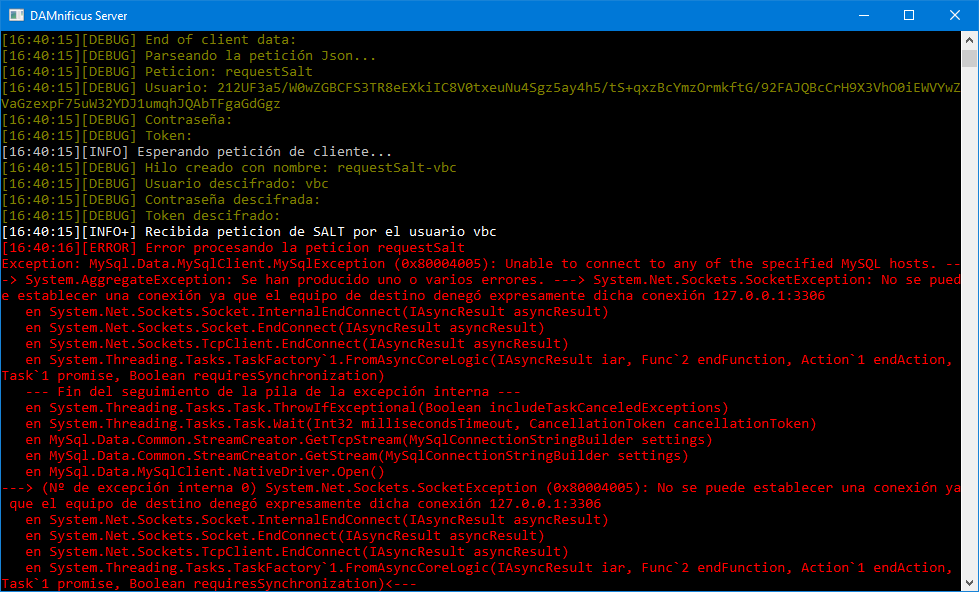 DAMnificus Server
[16:40:15][DEBUG] End of client data:
[16:40:15][DEBUG] Parseando la petición Json...
[16:40:15][DEBUG] Peticion: requestSalt
[16:40:15][DEBUG] Usuario: 212UF3a5/W0wZGBCFS3TR8eEXkiIC8V0txeuNu4Sgz5ay4h5/tS+qxzBcYmzOrmkftG/92FAJQBcCrH9X3VhO0iEWVYwZ
VaGzexpF75uW32YDJ1umqhJQAbTFgaGdGgz
[16:40:15][DEBUG] Contraseña:
[16:40:15][DEBUG] Token:
[16:40:15][INFO] Esperando petición de cliente...
[16:40:15][DEBUG] Hilo creado con nombre: requestSalt-vbc
[16:40:15][DEBUG] Usuario descifrado: vbc
[16:40:15][DEBUG] Contraseña descifrada:
[16:40:15][DEBUG] Token descifrado:
[16:40:15][INFO+] Recibida peticion de SALT por el usuario vbc
[16:40:16][ERROR] Error procesando la peticion requestSalt
Exception: MySql.Data.MySqlClient.MySqlException (0x80004005): Unable to connect to any of the specified MySQL hosts. --
-> System.AggregateException: Se han producido uno o varios errores. ---> System.Net.Sockets.SocketException: No se pued
e establecer una conexión ya que el equipo de destino denegó expresamente dicha conexión 127.0.0.1:3306
en System.Net.Sockets.Socket.InternalEndConnect(IAsyncResult asyncResult)
en System.Net.Sockets.Socket.EndConnect(IAsyncResult asyncResult)
en System.Net.Sockets.TcpClient.EndConnect(IAsyncResult asyncResult)
en System.Threading.Tasks.TaskFactory`1.FromAsyncCoreLogic(IAsyncResult iar, Func`2 endFunction, Action`1 endAction,
Task`1 promise, Boolean requiresSynchronization)
--- Fin del seguimiento de la pila de la excepción interna ---
en System.Threading.Tasks.Task.ThrowIfExceptional(Boolean includeTaskCanceledExceptions)
en System.Threading.Tasks.Task.Wait(Int32 millisecondsTimeout, CancellationToken cancellationToken)
en MySql.Data.Common.StreamCreator.GetTcpStream(MySqlConnectionStringBuilder settings)
en MySql.Data.Common.StreamCreator.GetStream(MySqlConnectionStringBuilder settings)
en MySql.Data.MySqlClient.NativeDriver.Open()
---> (Nº de excepción interna 0) System.Net.Sockets.SocketException (0x80004005): No se puede establecer una conexión ya
que el equipo de destino denegó expresamente dicha conexión 127.0.0.1:3306
en System.Net.Sockets.Socket.InternalEndConnect(IAsyncResult asyncResult)
en System.Net.Sockets.Socket.EndConnect(IAsyncResult asyncResult)
en System.Net.Sockets.TcpClient.EndConnect(IAsyncResult asyncResult)
en System.Threading.Tasks.TaskFactory`1.FromAsyncCoreLogic(IAsyncResult iar, Func`2 endFunction, Action`1 endAction,
Task`1 promise, Boolean requiresSynchronization)<---